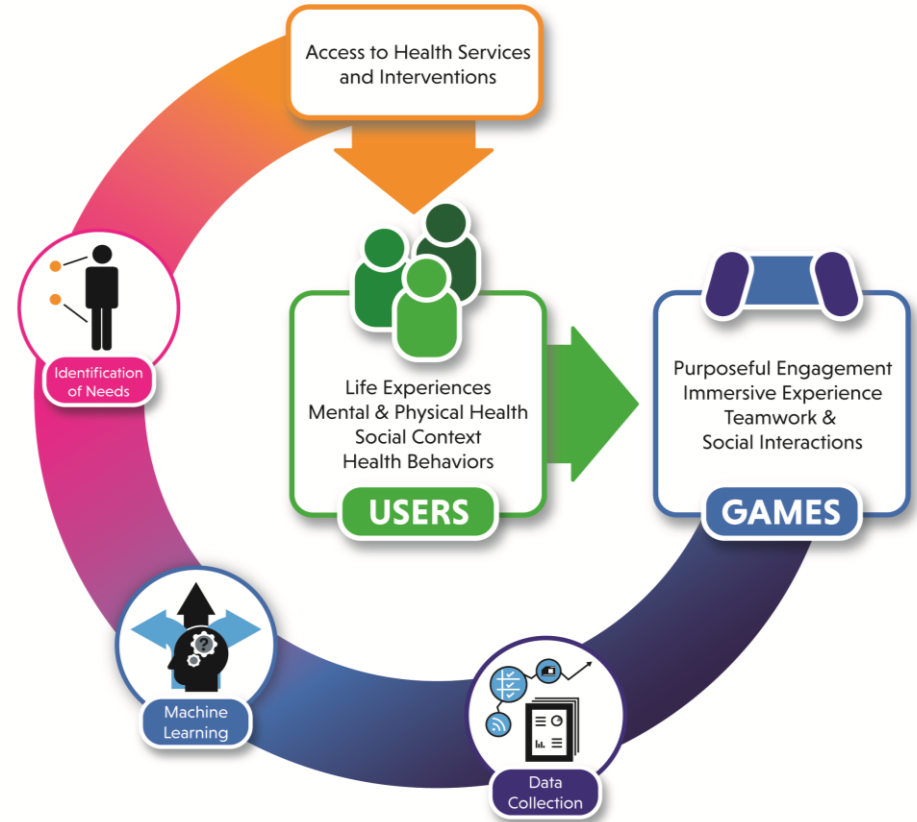 Access to Health Services
and Interventions
Identification
of Needs
Life Experiences
Mental & Physical Health
Social Context
Health Behaviors
USERS
Purposeful Engagement
Immersive Experience
Teamwork &
Social Interactions
GAMES
?
Machine
Learning
Data
Collection